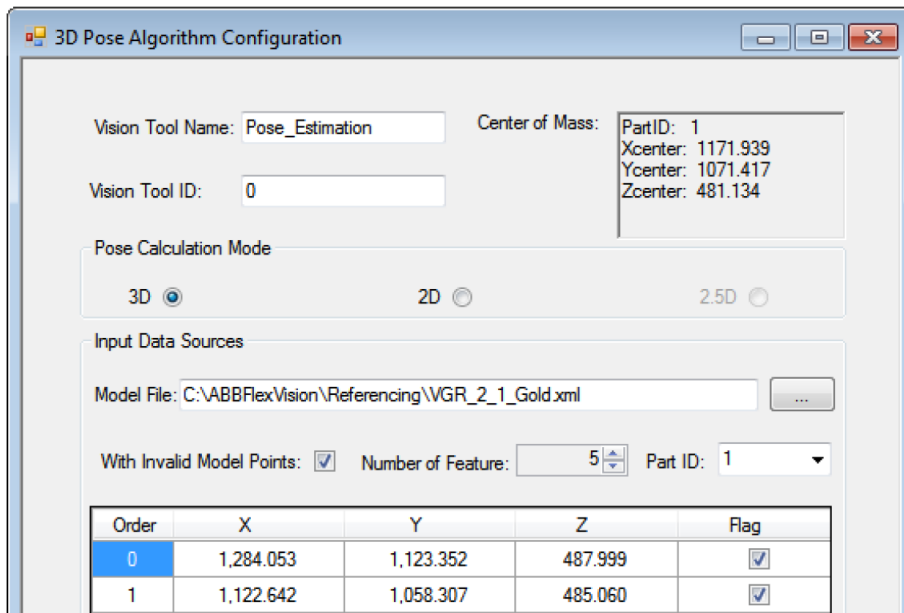 3D Pose Algorithm Configuration
Vision Tool Name: Pose_Estimation
Center of Mass:
PartID: 1
Xcenter: 1171.939
Ycenter: 1071.417
Zcenter: 481.134
Vision Tool ID: 0
Pose Calculation Mode
3D 2D 2.5D
Input Data Sources
Model File: C:\ABBFlexVision\Referencing\VGR_2_1_Gold.xml ...
With Invalid Model Points: Number of Feature: 5 Part ID: 1
Order X Y Z Flag
0 1,284.053 1,123.352 487.999
1 1,122.642 1,058.307 485.060